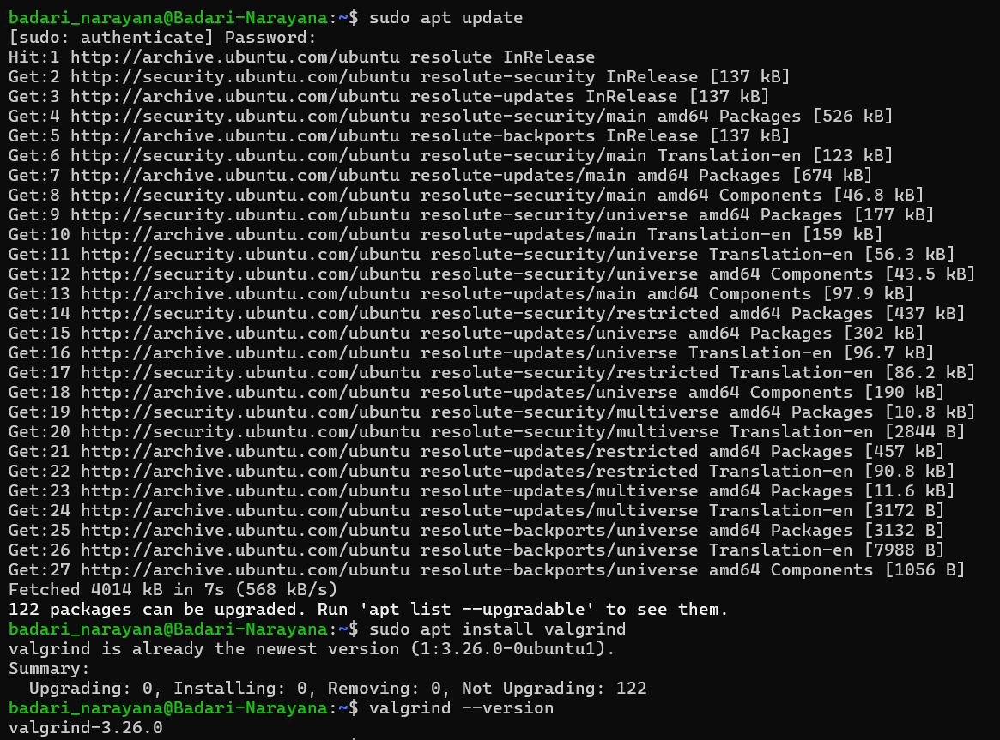 badari_narayana@Badari-Narayana:~$ sudo apt update
[sudo: authenticate] Password:
Hit:1 http://archive.ubuntu.com/ubuntu resolute InRelease
Get:2 http://security.ubuntu.com/ubuntu resolute-security InRelease [137 kB]
Get:3 http://archive.ubuntu.com/ubuntu resolute-updates InRelease [137 kB]
Get:4 http://security.ubuntu.com/ubuntu resolute-security/main amd64 Packages [526 kB]
Get:5 http://archive.ubuntu.com/ubuntu resolute-backports InRelease [137 kB]
Get:6 http://security.ubuntu.com/ubuntu resolute-security/main Translation-en [123 kB]
Get:7 http://archive.ubuntu.com/ubuntu resolute-updates/main amd64 Packages [674 kB]
Get:8 http://security.ubuntu.com/ubuntu resolute-security/main amd64 Components [46.8 kB]
Get:9 http://security.ubuntu.com/ubuntu resolute-security/universe amd64 Packages [177 kB]
Get:10 http://archive.ubuntu.com/ubuntu resolute-updates/main Translation-en [159 kB]
Get:11 http://security.ubuntu.com/ubuntu resolute-security/universe Translation-en [56.3 kB]
Get:12 http://security.ubuntu.com/ubuntu resolute-security/universe amd64 Components [43.5 kB]
Get:13 http://archive.ubuntu.com/ubuntu resolute-updates/main amd64 Components [97.9 kB]
Get:14 http://security.ubuntu.com/ubuntu resolute-security/restricted amd64 Packages [437 kB]
Get:15 http://archive.ubuntu.com/ubuntu resolute-updates/universe amd64 Packages [302 kB]
Get:16 http://archive.ubuntu.com/ubuntu resolute-updates/universe Translation-en [96.7 kB]
Get:17 http://security.ubuntu.com/ubuntu resolute-security/restricted Translation-en [86.2 kB]
Get:18 http://archive.ubuntu.com/ubuntu resolute-updates/universe amd64 Components [190 kB]
Get:19 http://security.ubuntu.com/ubuntu resolute-security/multiverse amd64 Packages [10.8 kB]
Get:20 http://security.ubuntu.com/ubuntu resolute-security/multiverse Translation-en [2844 B]
Get:21 http://archive.ubuntu.com/ubuntu resolute-updates/restricted amd64 Packages [457 kB]
Get:22 http://archive.ubuntu.com/ubuntu resolute-updates/restricted Translation-en [90.8 kB]
Get:23 http://archive.ubuntu.com/ubuntu resolute-updates/multiverse amd64 Packages [11.6 kB]
Get:24 http://archive.ubuntu.com/ubuntu resolute-updates/multiverse Translation-en [3172 B]
Get:25 http://archive.ubuntu.com/ubuntu resolute-backports/universe amd64 Packages [3132 B]
Get:26 http://archive.ubuntu.com/ubuntu resolute-backports/universe Translation-en [7988 B]
Get:27 http://archive.ubuntu.com/ubuntu resolute-backports/universe amd64 Components [1056 B]
Fetched 4014 kB in 7s (568 kB/s)
122 packages can be upgraded. Run 'apt list --upgradable' to see them.
badari_narayana@Badari-Narayana:~$ sudo apt install valgrind
valgrind is already the newest version (1:3.26.0-0ubuntu1).
Summary:
  Upgrading: 0, Installing: 0, Removing: 0, Not Upgrading: 122
badari_narayana@Badari-Narayana:~$ valgrind --version
valgrind-3.26.0